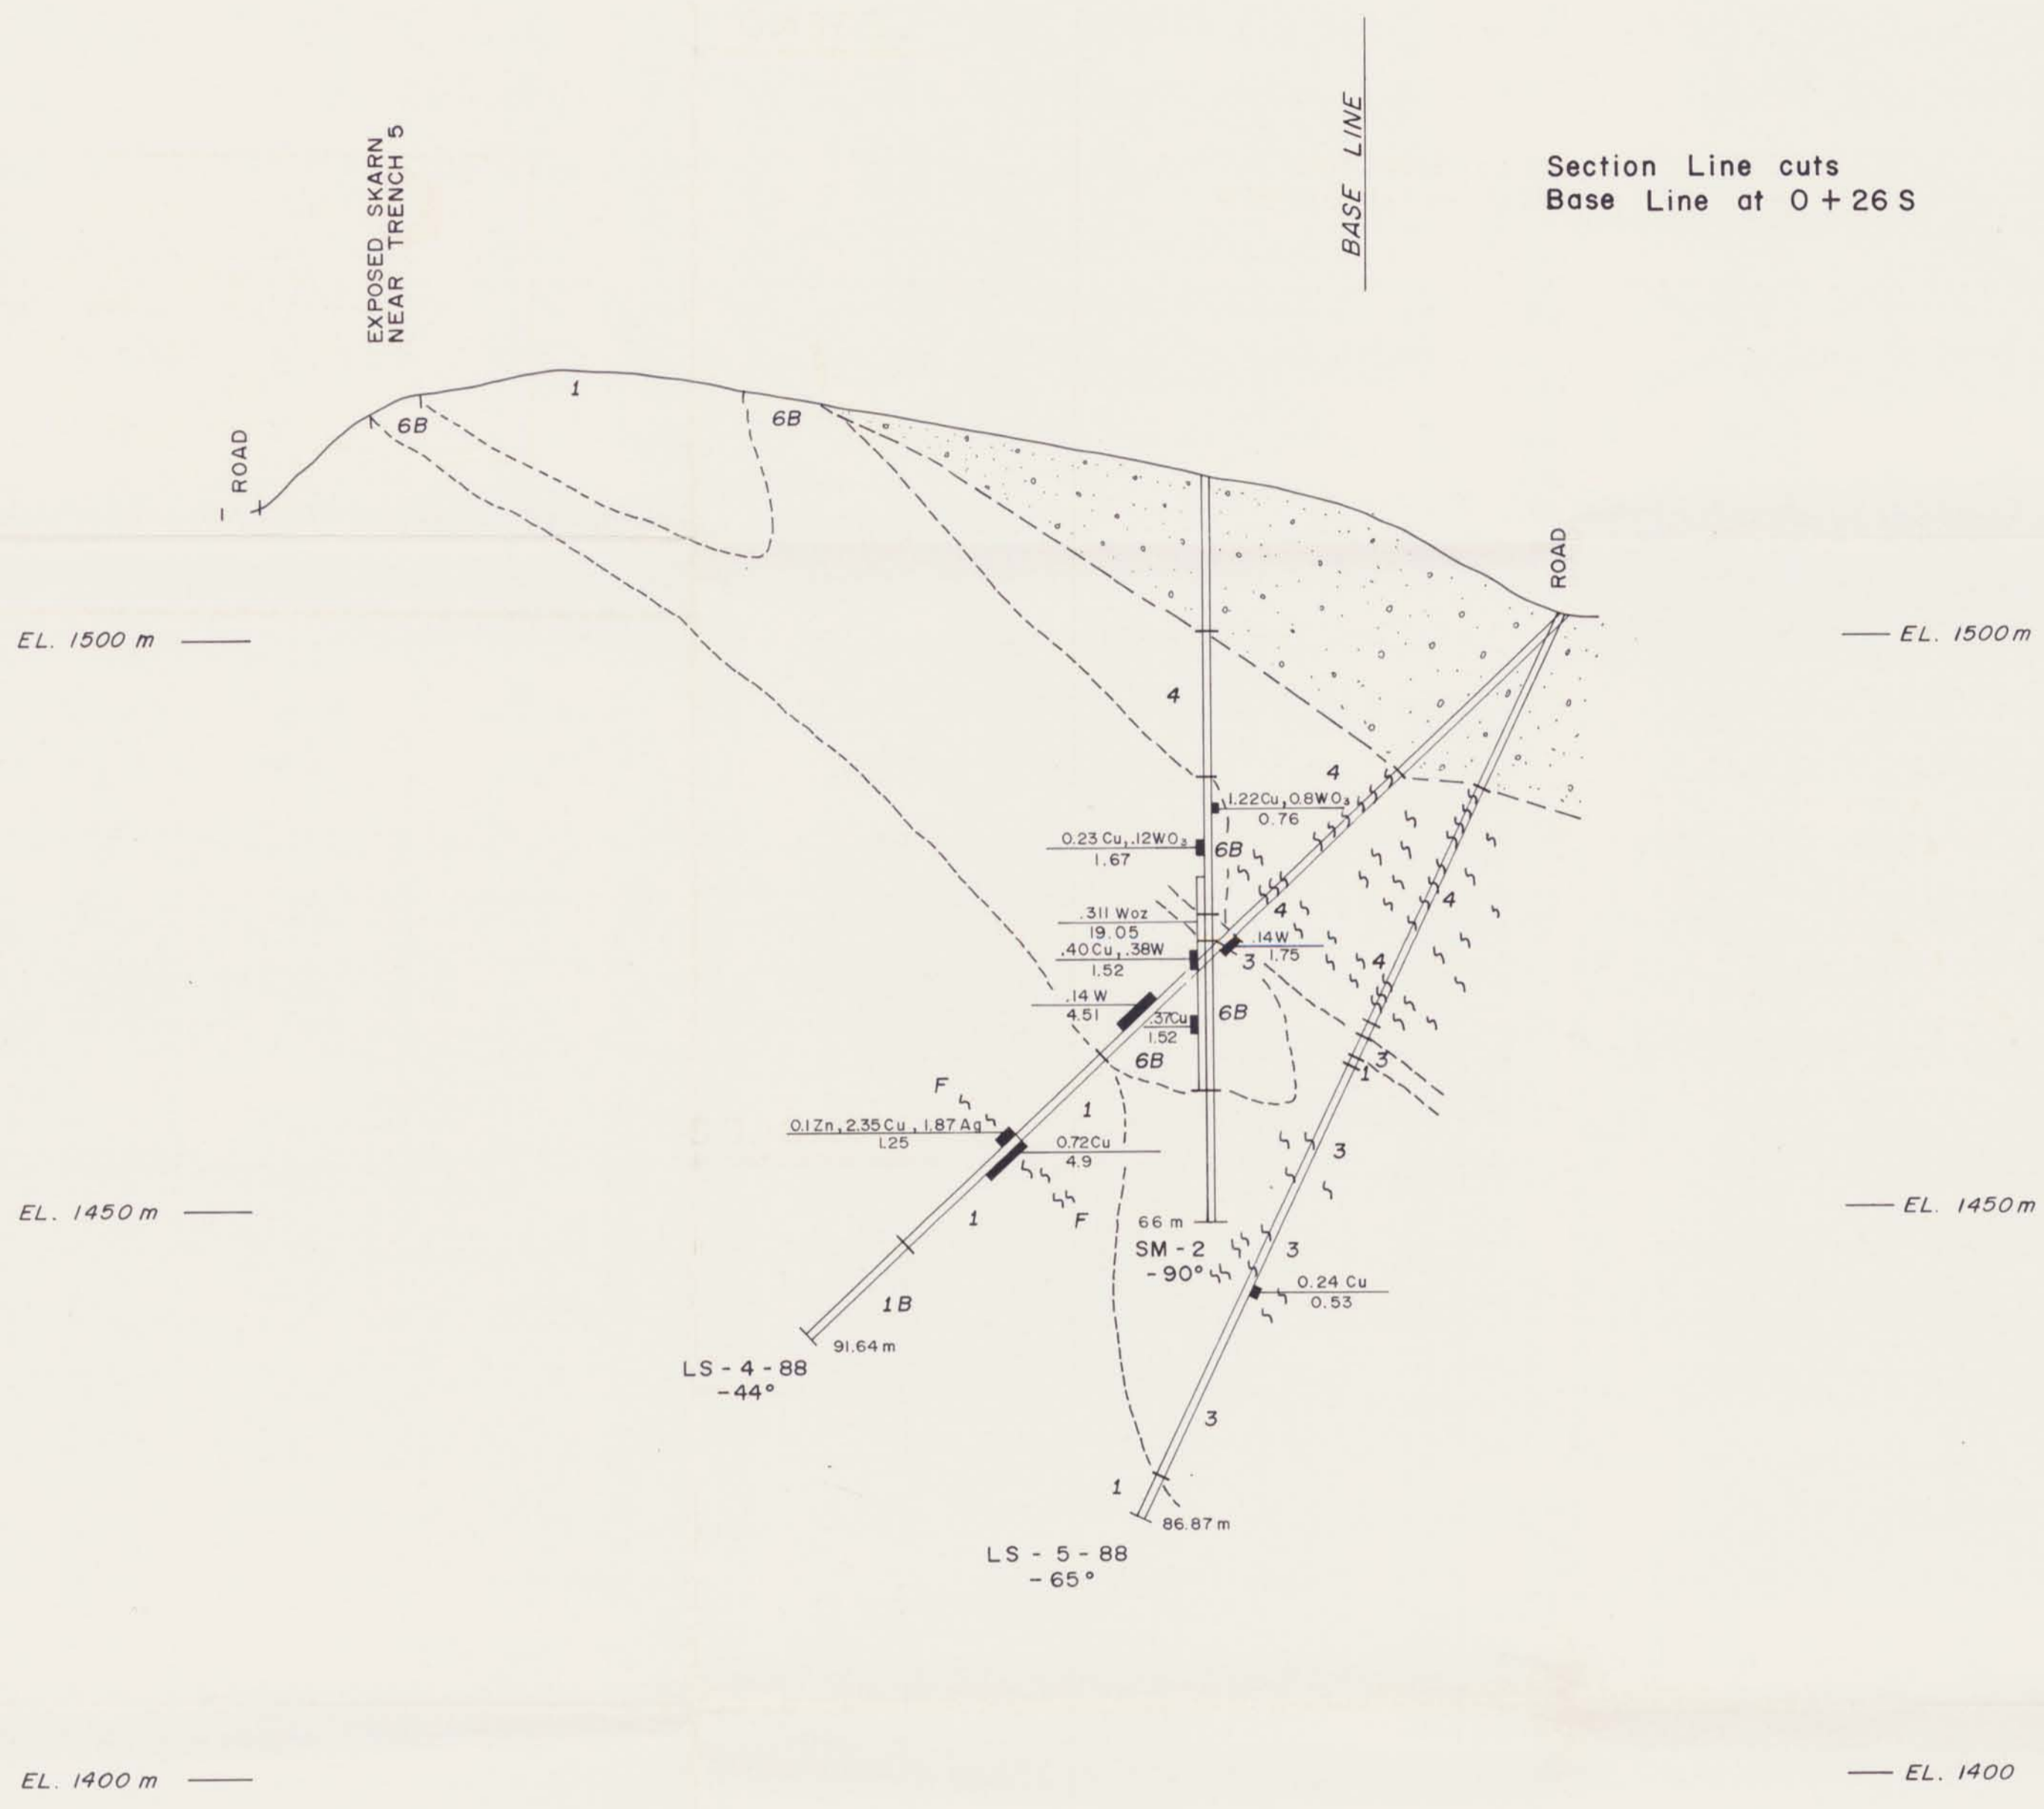 BASE LINE
EXPOSED SKARN
NEAR TRENCH 5
Section Line cuts
Base Line at 0 + 26 S
1
6B
6B
ROAD
ROAD
EL. 1500 m
EL. 1500 m
4
4
1.22Cu, 0.8WO₃
0.76
0.23 Cu, .12WO₃
1.67
6B
4
4
.311 Woz
19.05
.14W
1.75
.40Cu, .38W
1.52
3
4
.14 W
4.51
.37Cu
1.52
6B
6B
3
1
F
1
0.1Zn, 2.35Cu, 1.87Ag
1.25
0.72Cu
4.9
3
EL. 1450 m
EL. 1450 m
1
F
66 m
SM - 2
- 90°
3
0.24 Cu
0.53
1B
91.64 m
LS - 4 - 88
- 44°
3
1
86.87 m
LS - 5 - 88
- 65°
EL. 1400 m
EL. 1400